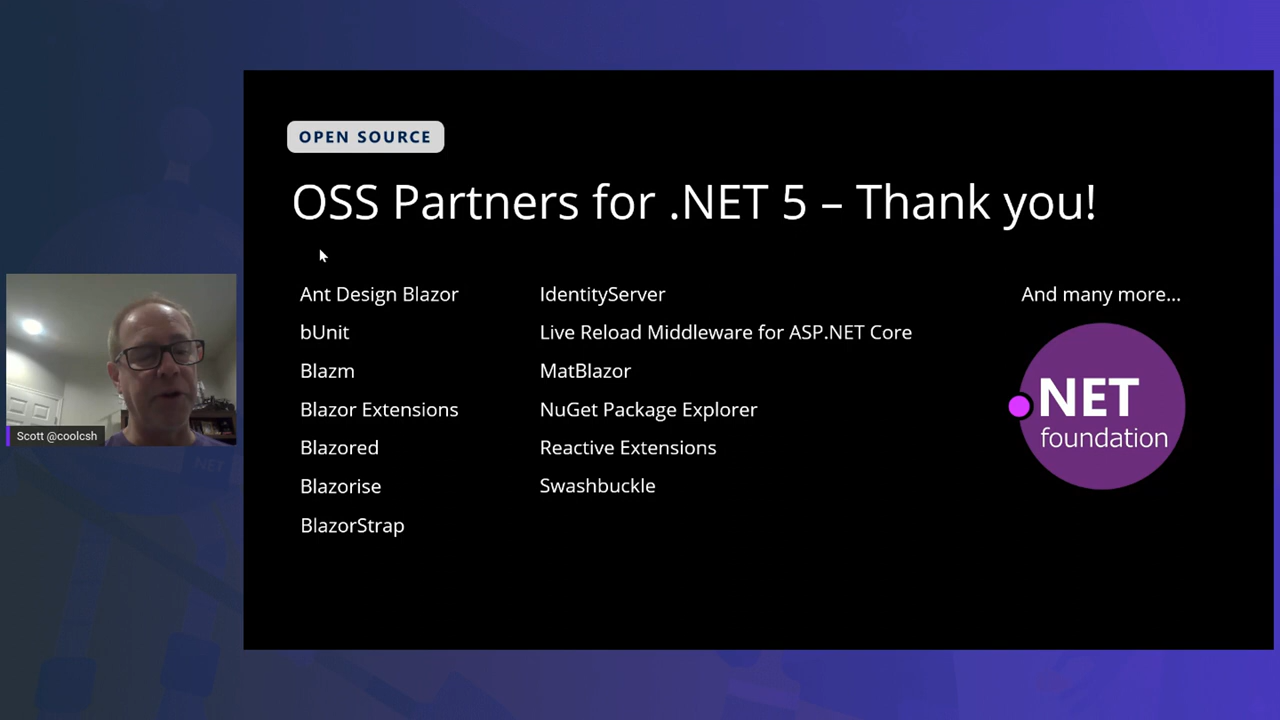 OPEN SOURCE
OSS Partners for .NET 5 – Thank you!
Ant Design Blazor
bUnit
Blazm
Blazor Extensions
Blazored
Blazorise
BlazorStrap
IdentityServer
Live Reload Middleware for ASP.NET Core
MatBlazor
NuGet Package Explorer
Reactive Extensions
Swashbuckle
And many more...
NET
foundation
Scott @coolcsh
NET